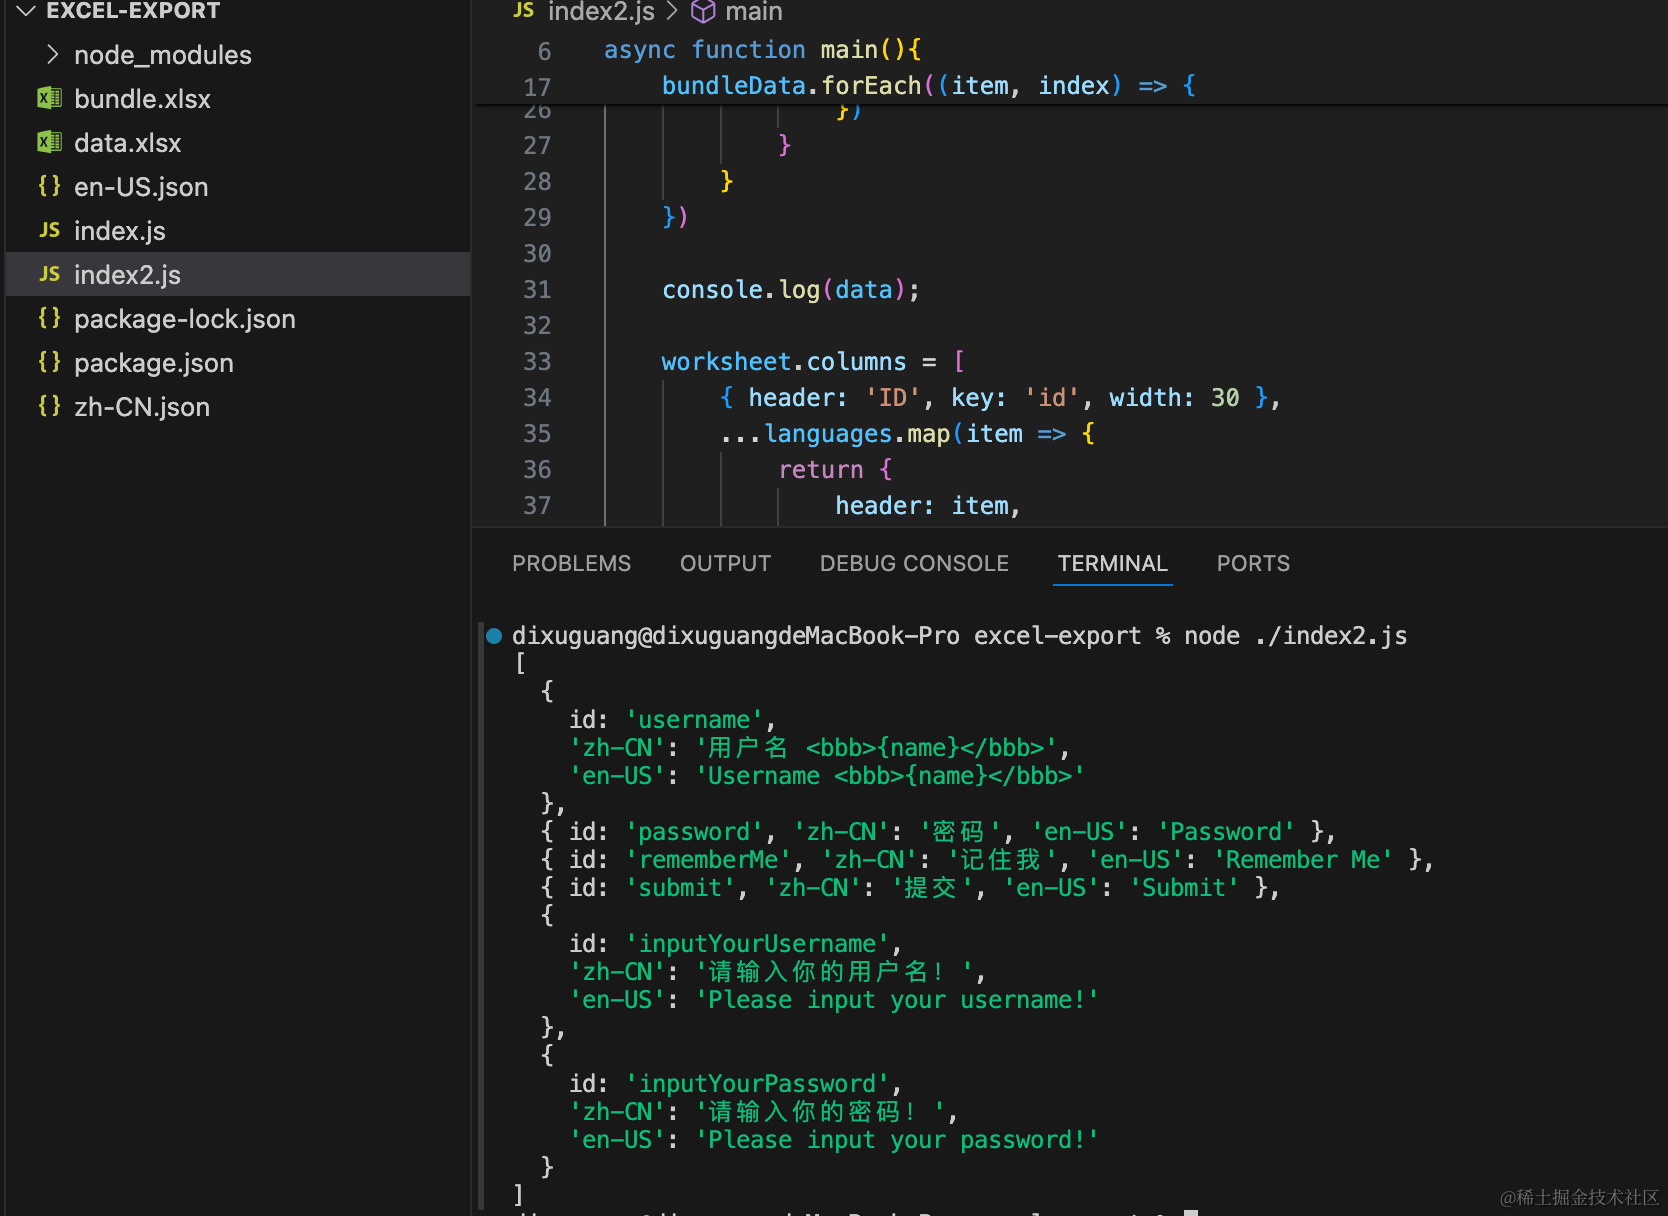 EXCEL-EXPORT
node_modules
bundle.xlsx
data.xlsx
{} en-US.json
JS index.js
JS index2.js
{} package-lock.json
{} package.json
{} zh-CN.json
JS index2.js > main
6 async function main(){
17 bundleData.forEach((item, index) => {
26 })
27 }
28 }
29 })
30
31 console.log(data);
32
33 worksheet.columns = [
34 { header: 'ID', key: 'id', width: 30 },
35 ...languages.map(item => {
36 return {
37 header: item,
PROBLEMS OUTPUT DEBUG CONSOLE TERMINAL PORTS
dixuguang@dixuguangdeMacBook-Pro excel-export % node ./index2.js
[
{
id: 'username',
'zh-CN': '用户名 <bbb>{name}</bbb>',
'en-US': 'Username <bbb>{name}</bbb>'
},
{ id: 'password', 'zh-CN': '密码', 'en-US': 'Password' },
{ id: 'rememberMe', 'zh-CN': '记住我', 'en-US': 'Remember Me' },
{ id: 'submit', 'zh-CN': '提交', 'en-US': 'Submit' },
{
id: 'inputYourUsername',
'zh-CN': '请输入你的用户名！',
'en-US': 'Please input your username!'
},
{
id: 'inputYourPassword',
'zh-CN': '请输入你的密码！',
'en-US': 'Please input your password!'
}
]
@稀土掘金技术社区